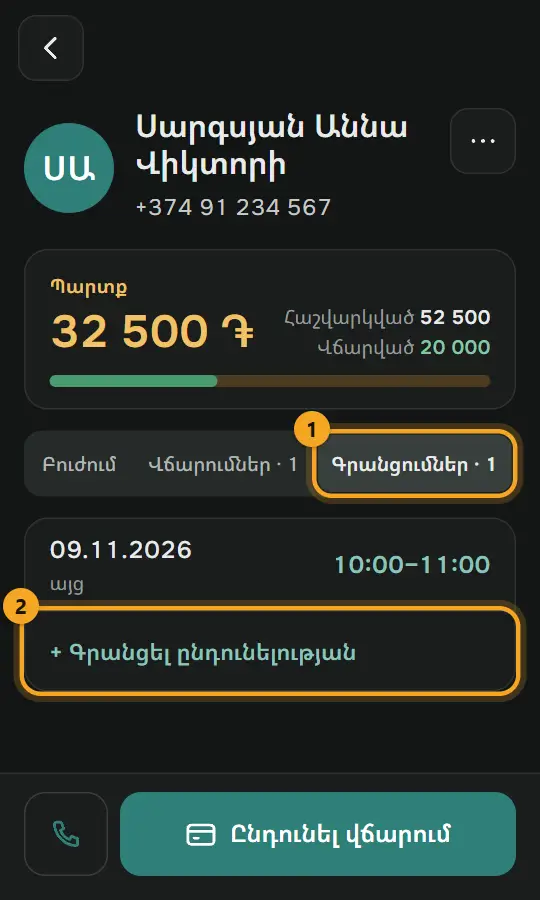 Սարգսյան Աննա
Վիկտորի
ՍԱ
...
+374 91 234 567
Պարտք
32 500 ֏
Հաշվարկված 52 500
Վճարված 20 000
1
Բուժում
Վճարումներ · 1
Գրանցումներ · 1
09.11.2026
10:00–11:00
այց
2
+ Գրանցել ընդունելության
Ընդունել վճարում